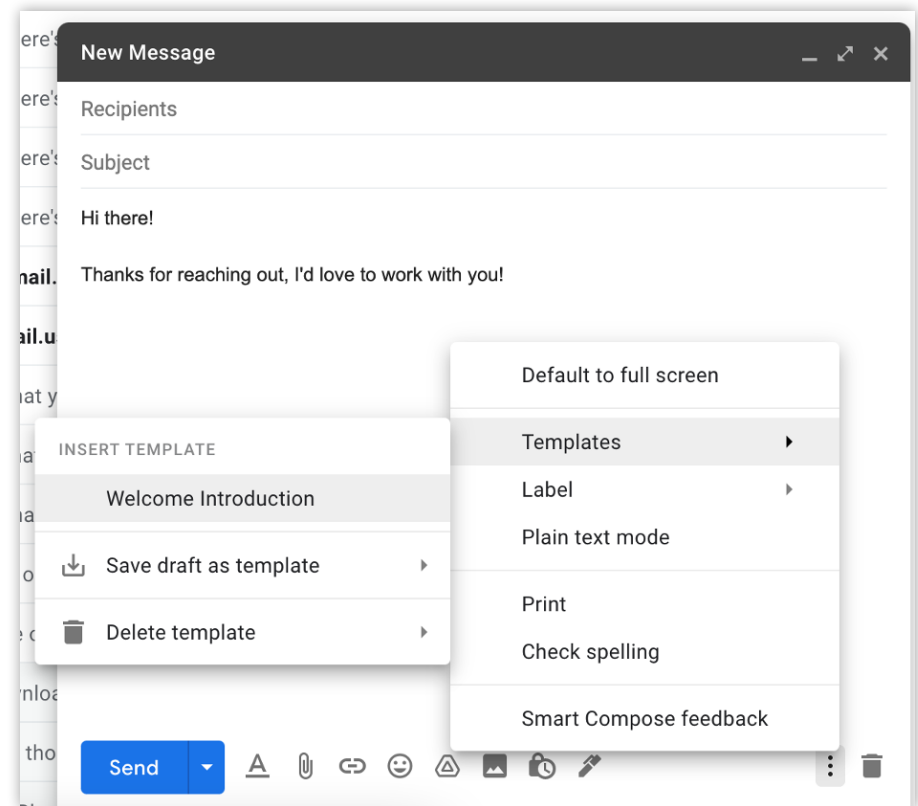 New Message
Recipients
Subject
Hi there!
Thanks for reaching out, I'd love to work with you!
Default to full screen
Templates
Label
Plain text mode
Print
Check spelling
Smart Compose feedback
INSERT TEMPLATE
Welcome Introduction
Save draft as template
Delete template
Send